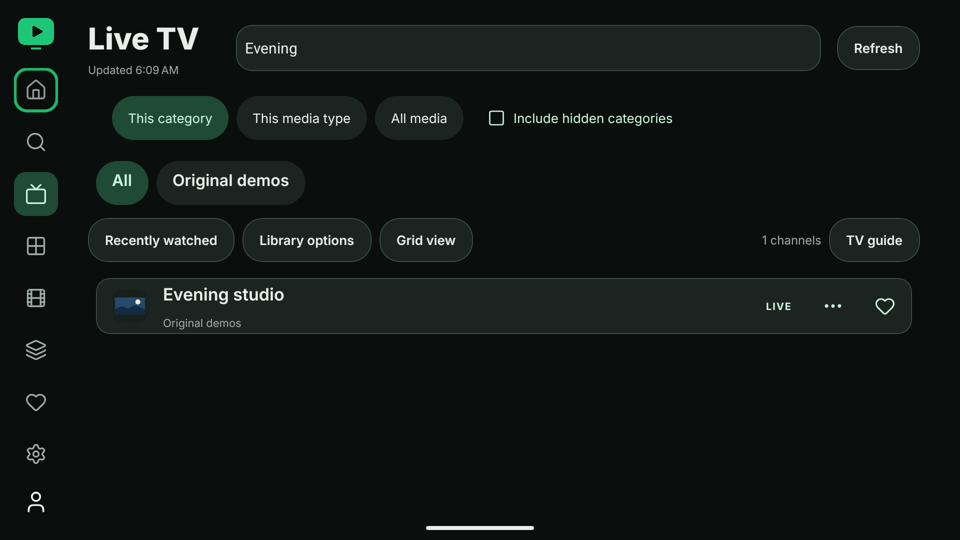 Live TV
Updated 6:09 AM
Evening
Refresh
This category
This media type
All media
Include hidden categories
All
Original demos
Recently watched
Library options
Grid view
1 channels
TV guide
Evening studio
Original demos
LIVE